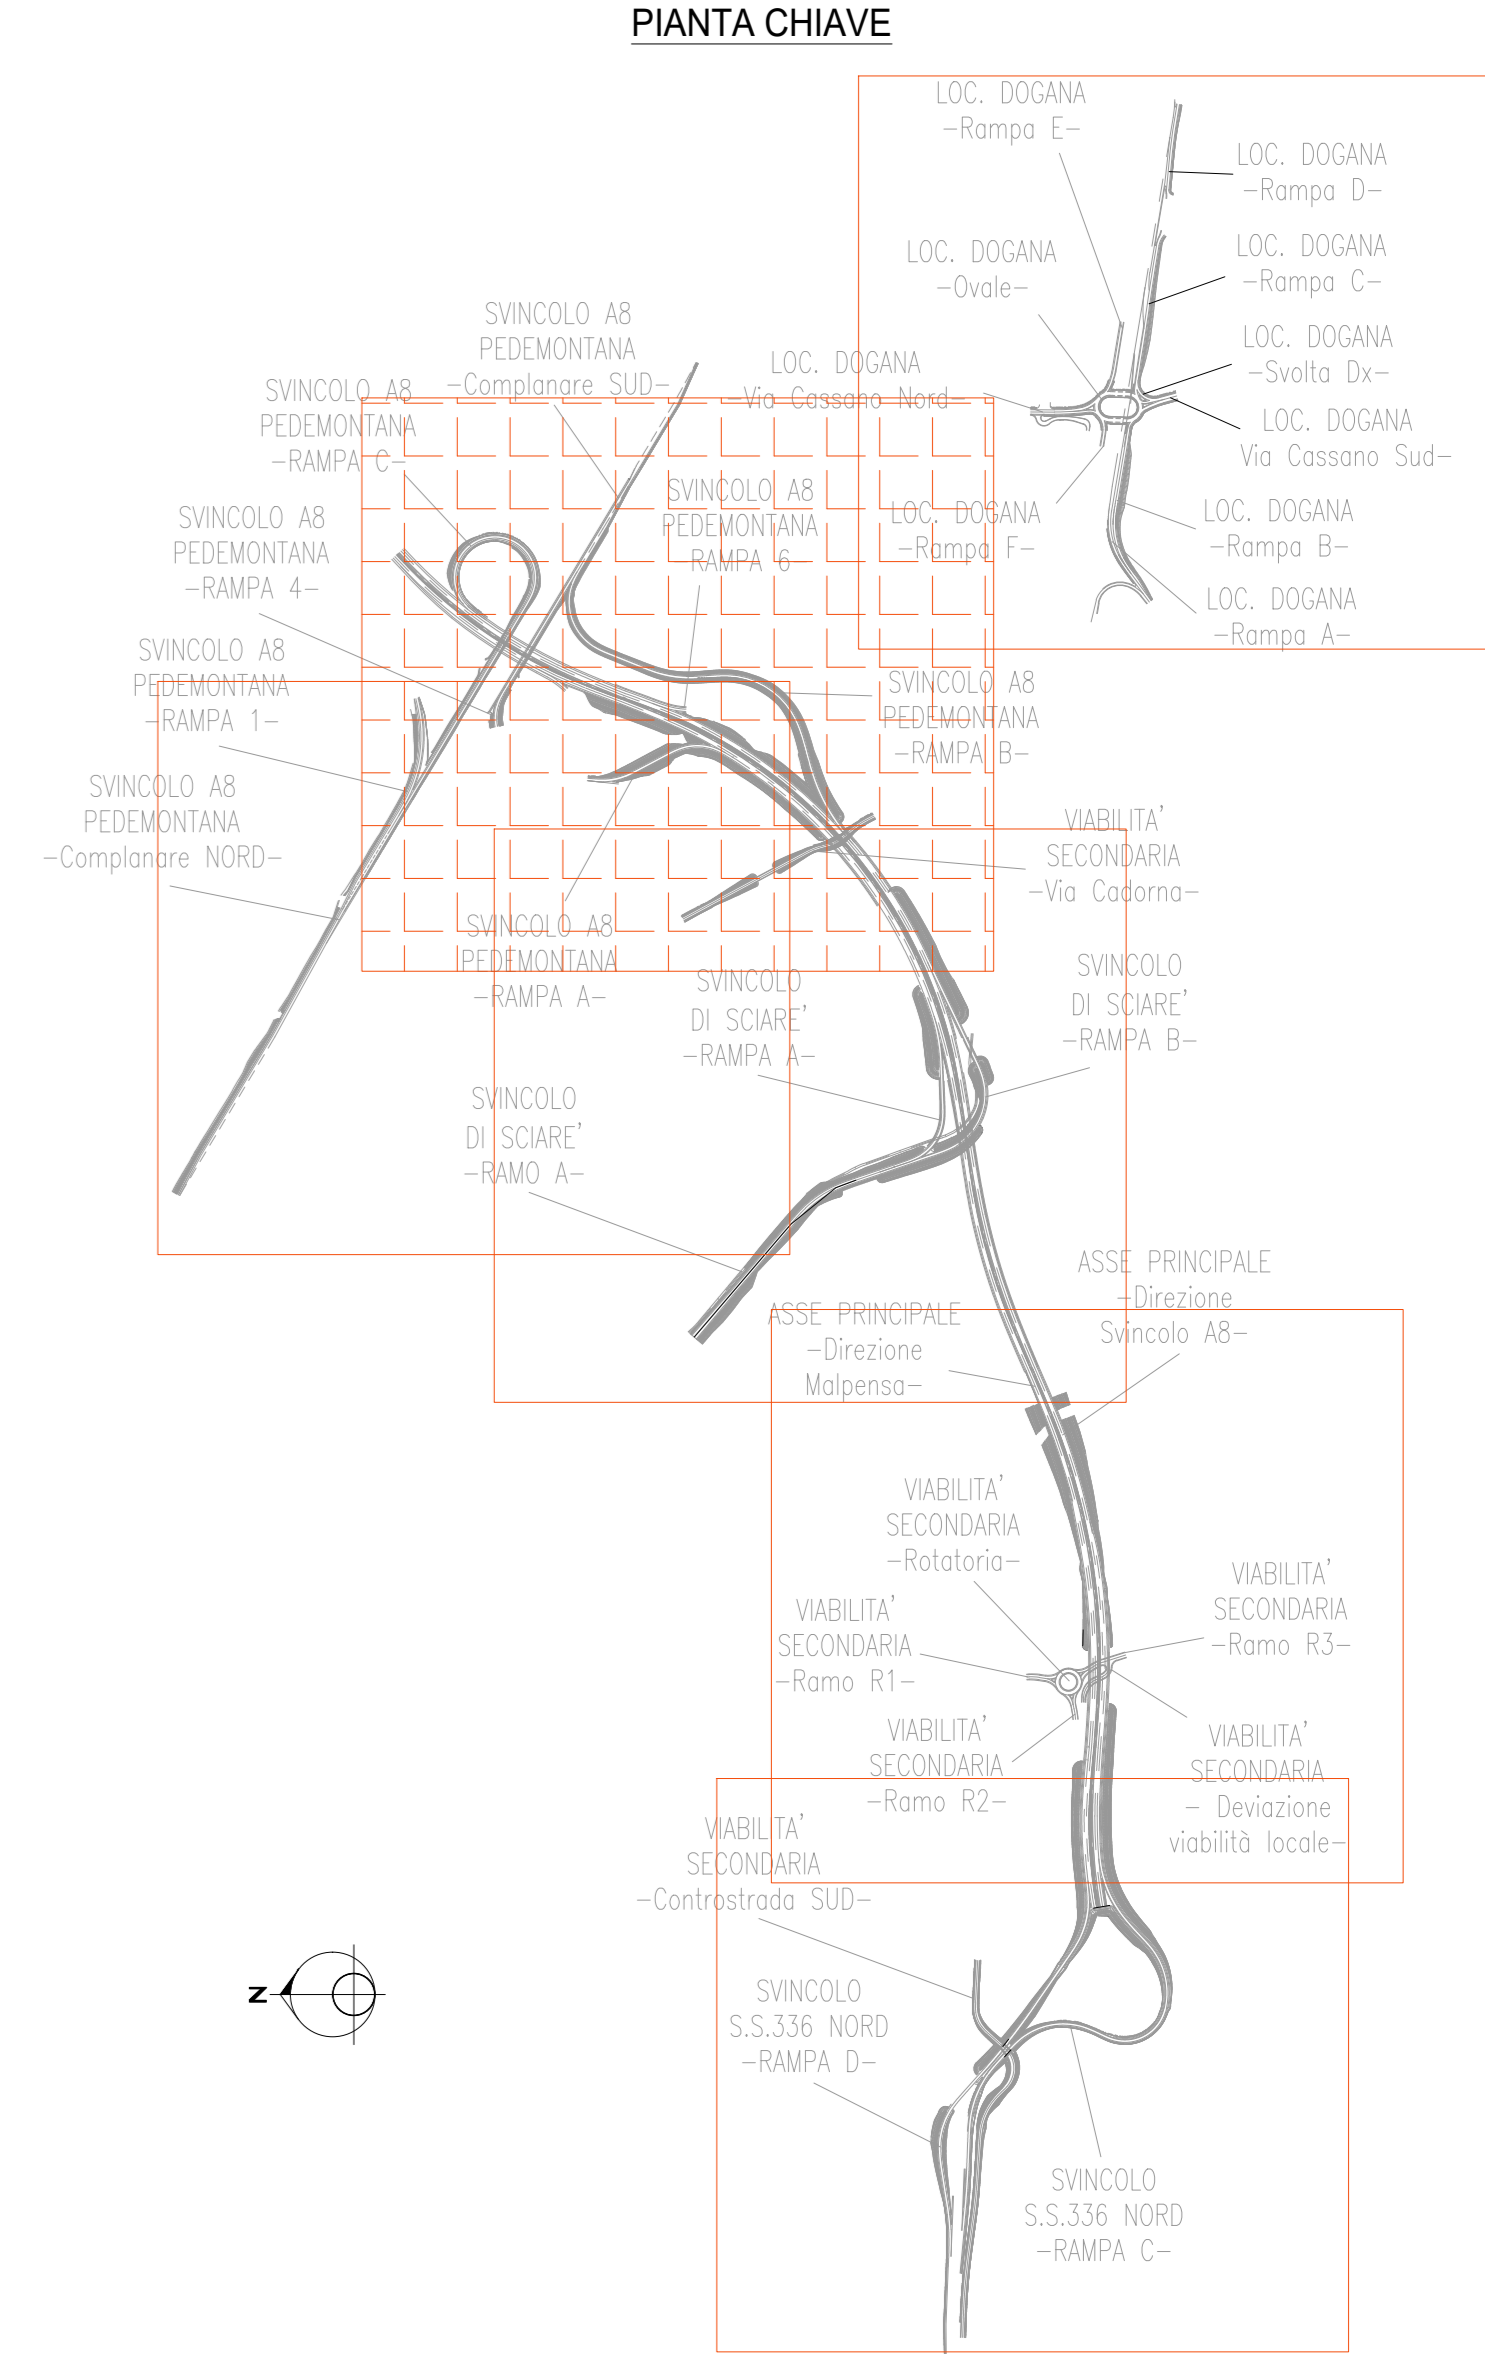 PIANTA CHIAVE
LOC. DOGANA
-Rampa E-
LOC. DOGANA
-Rampa D-
LOC. DOGANA
-Ovale-
LOC. DOGANA
-Rampa C-
SVINCOLO A8
PEDEMONTANA
-Complanare SUD-
LOC. DOGANA
-Via Cassano Nord-
LOC. DOGANA
-Svolta Dx-
SVINCOLO A8
PEDEMONTANA
-RAMPA C-
LOC. DOGANA
Via Cassano Sud-
SVINCOLO A8
PEDEMONTANA
-RAMPA 6-
LOC. DOGANA
-Rampa F-
LOC. DOGANA
-Rampa B-
SVINCOLO A8
PEDEMONTANA
-RAMPA 4-
LOC. DOGANA
-Rampa A-
SVINCOLO A8
PEDEMONTANA
-RAMPA 1-
SVINCOLO A8
PEDEMONTANA
-RAMPA B-
SVINCOLO A8
PEDEMONTANA
-Complanare NORD-
VIABILITA'
SECONDARIA
-Via Cadorna-
SVINCOLO A8
PEDEMONTANA
-RAMPA A-
SVINCOLO
DI SCIARE'
-RAMPA A-
SVINCOLO
DI SCIARE'
-RAMPA B-
SVINCOLO
DI SCIARE'
-RAMO A-
ASSE PRINCIPALE
-Direzione
Svincolo A8-
ASSE PRINCIPALE
-Direzione
Malpensa-
VIABILITA'
SECONDARIA
-Rotatoria-
VIABILITA'
SECONDARIA
-Ramo R3-
VIABILITA'
SECONDARIA
-Ramo R1-
VIABILITA'
SECONDARIA
-Ramo R2-
VIABILITA'
SECONDARIA
- Deviazione
viabilità locale-
VIABILITA'
SECONDARIA
-Controstrada SUD-
N
SVINCOLO
S.S.336 NORD
-RAMPA D-
SVINCOLO
S.S.336 NORD
-RAMPA C-